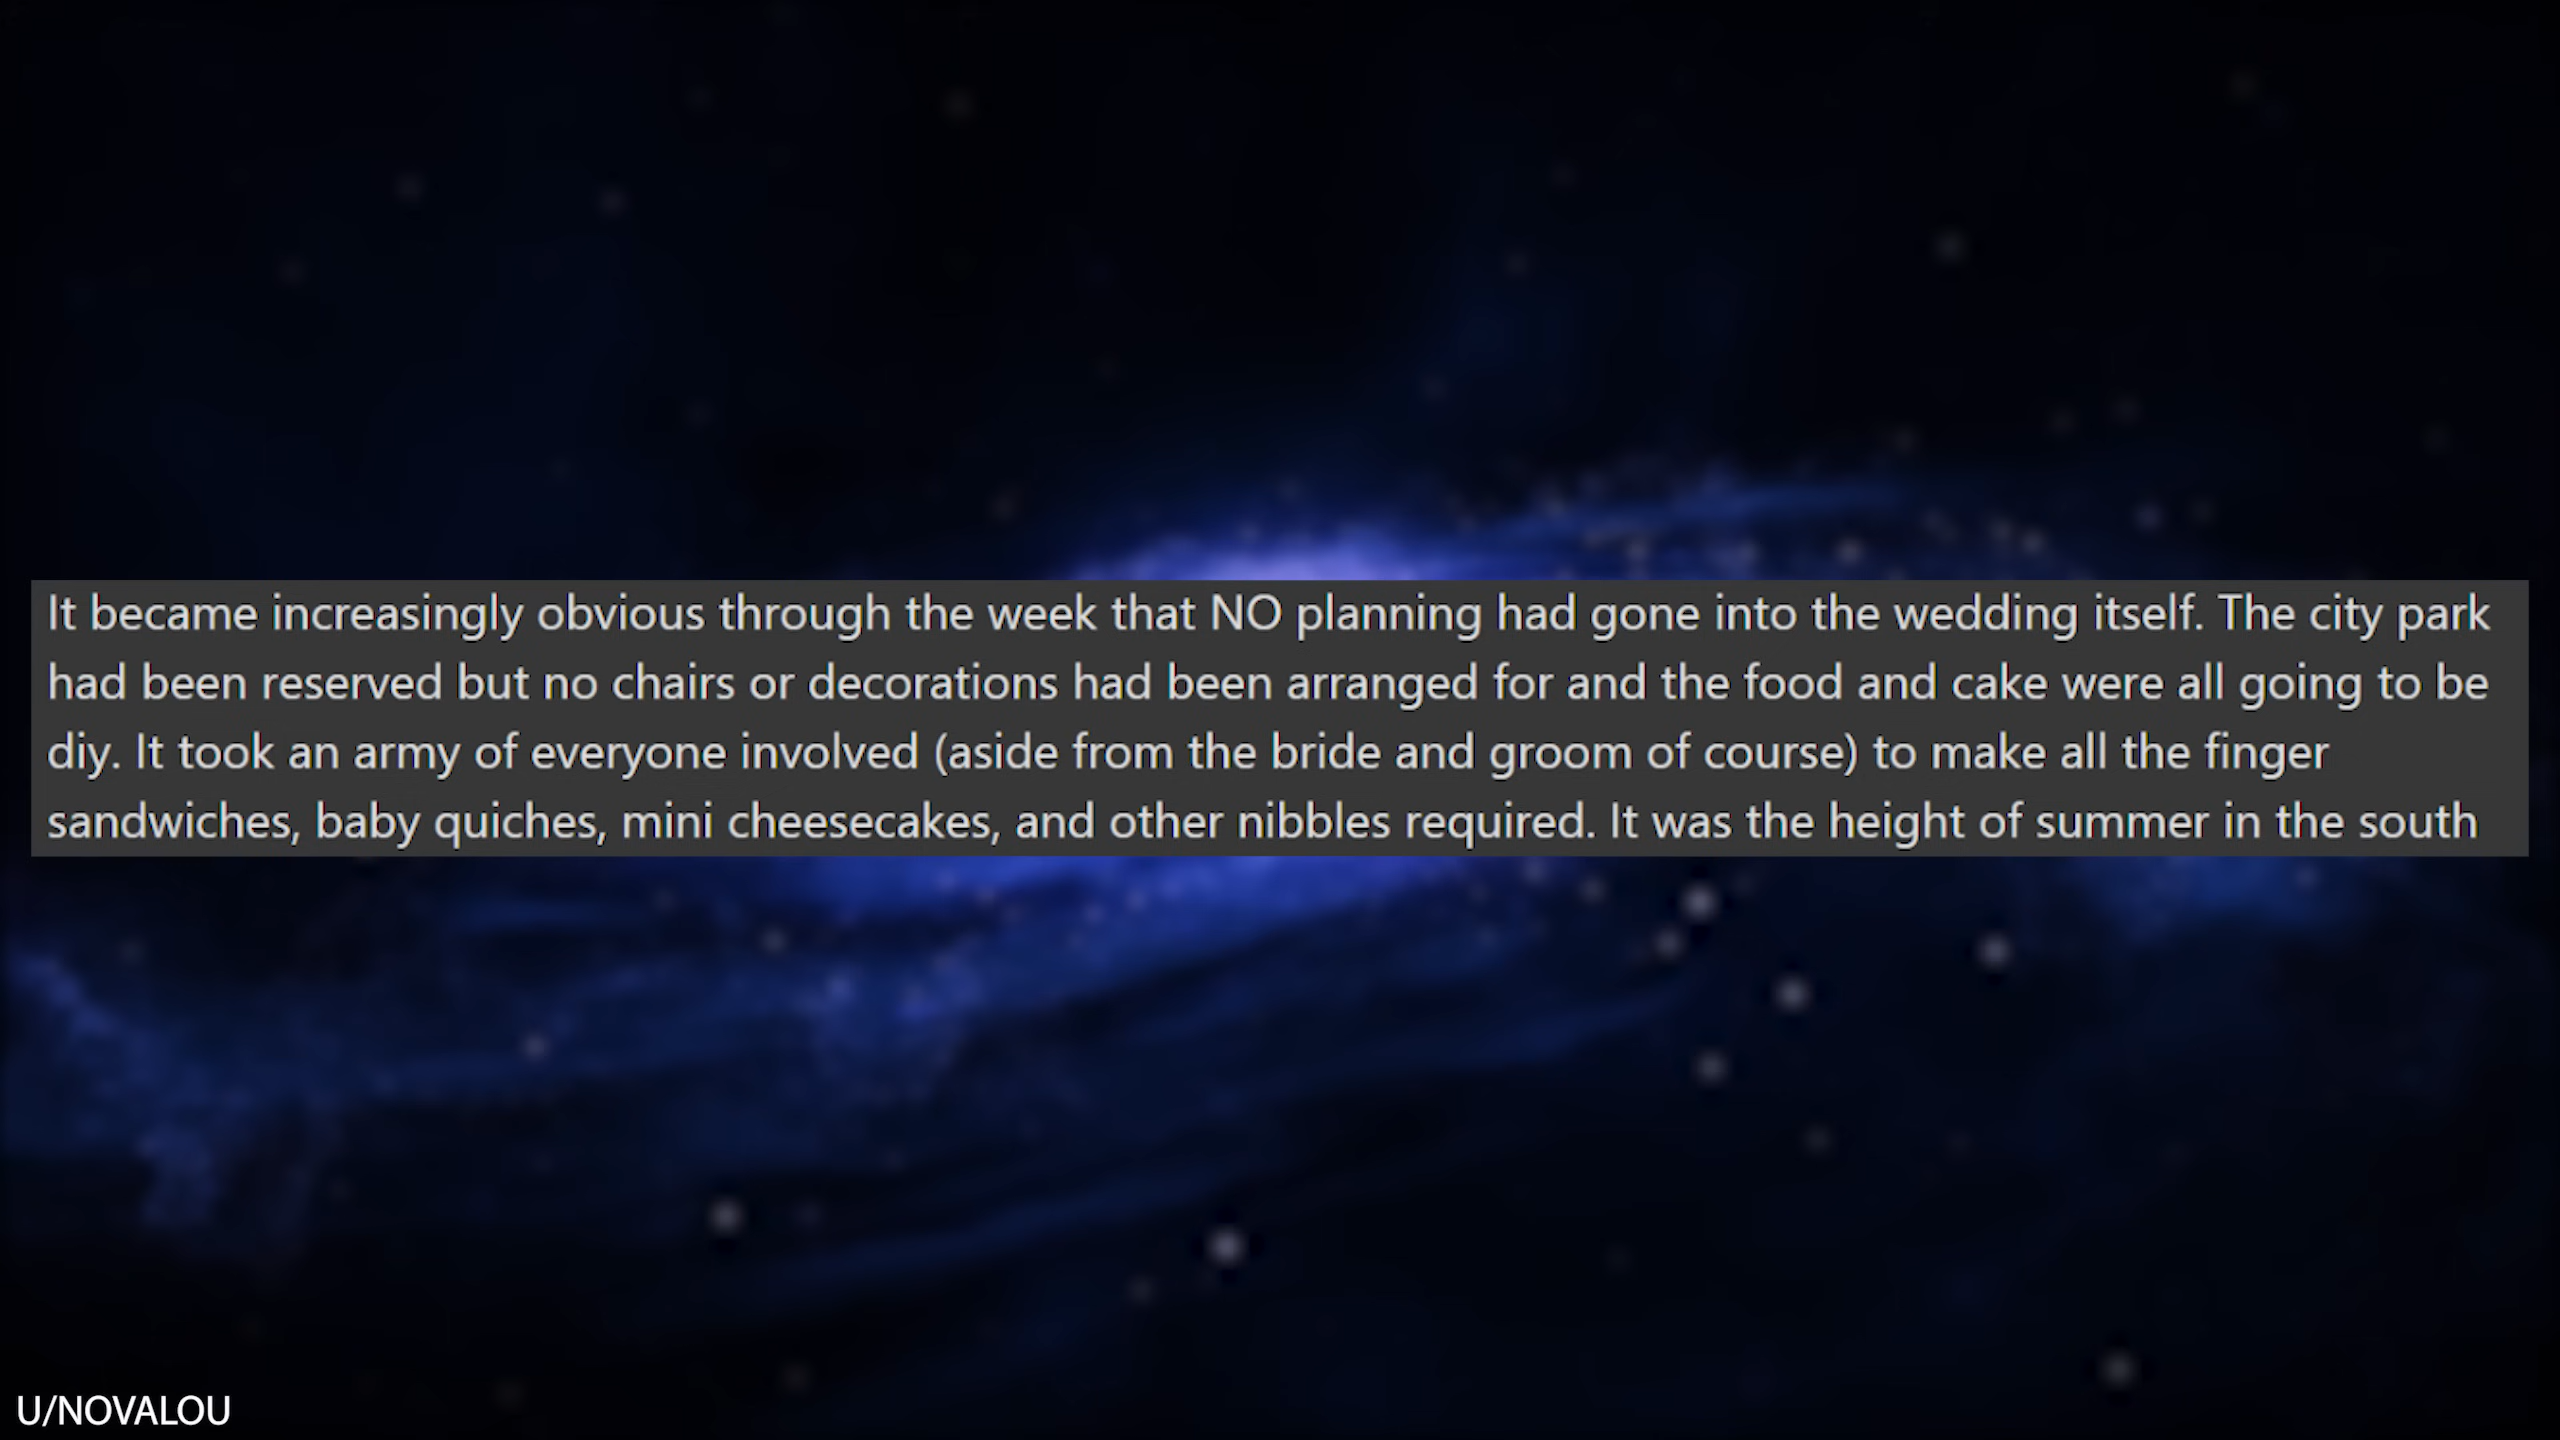 It became increasingly obvious through the week that NO planning had gone into the wedding itself. The city park
had been reserved but no chairs or decorations had been arranged for and the food and cake were all going to be
diy. It took an army of everyone involved (aside from the bride and groom of course) to make all the finger
sandwiches, baby quiches, mini cheesecakes, and other nibbles required. It was the height of summer in the south
U/NOVALOU